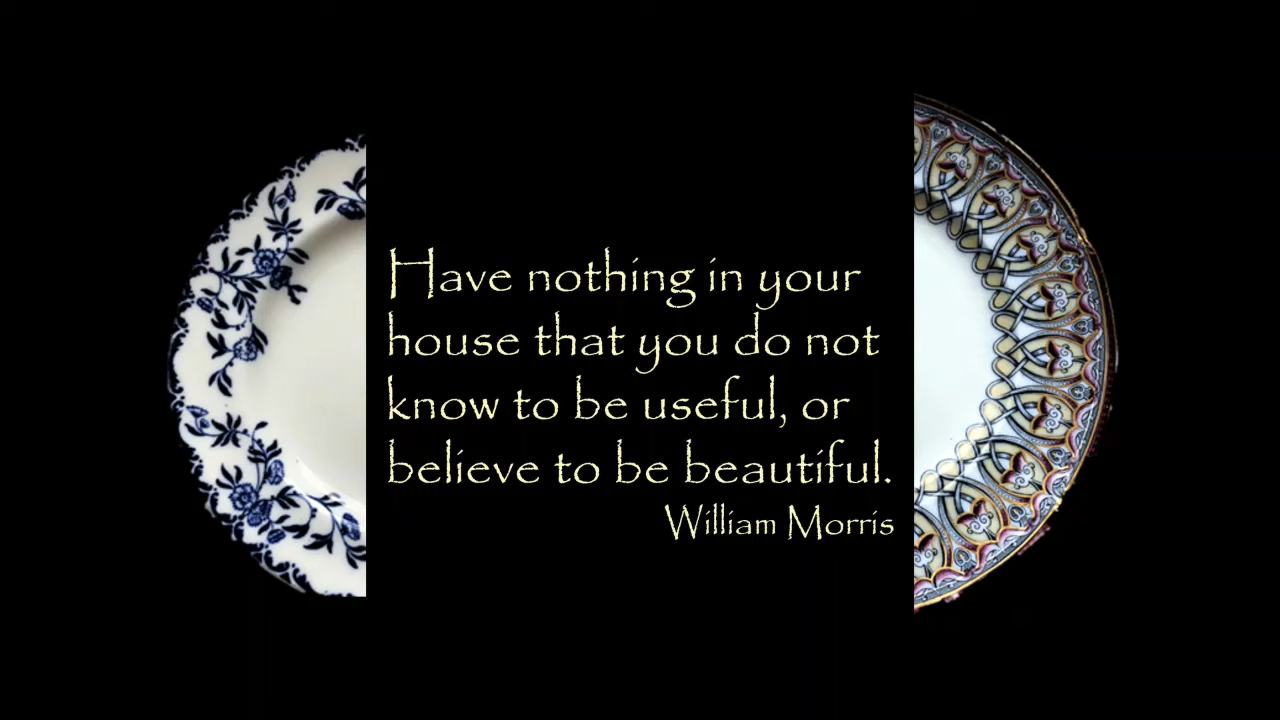 Have nothing in your
house that you do not
know to be useful, or
believe to be beautiful.
William Morris